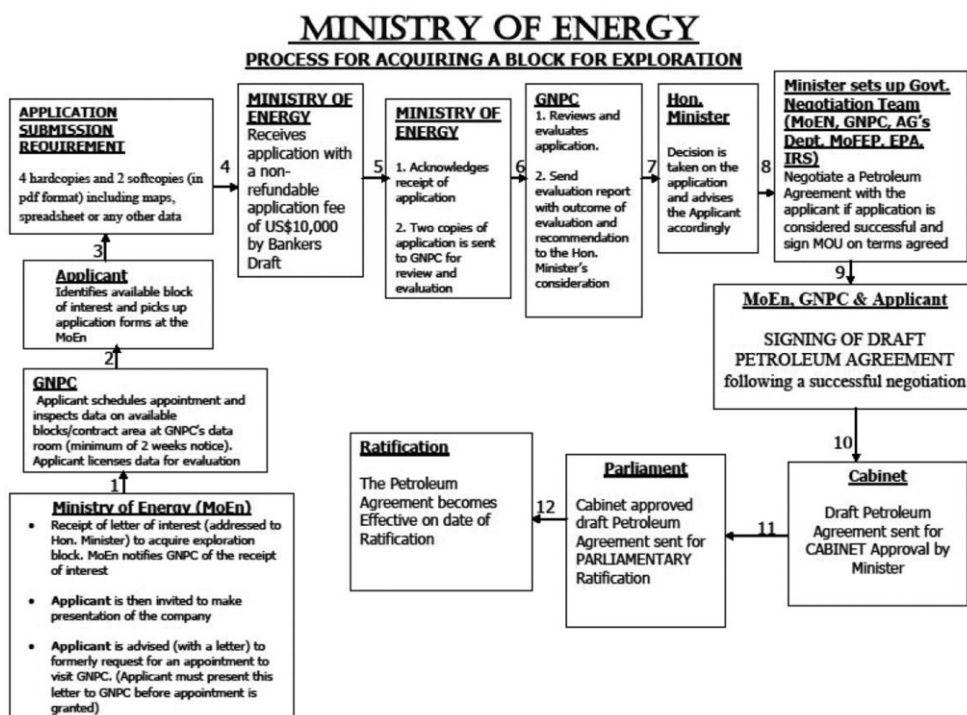 MINISTRY OF ENERGY
PROCESS FOR ACQUIRING A BLOCK FOR EXPLORATION
Ministry of Energy (MoEn)
• Receipt of letter of interest (addressed to
Hon. Minister) to acquire exploration
block. MoEn notifies GNPC of the receipt
of interest
• Applicant is then invited to make
presentation of the company
• Applicant is advised (with a letter) to
formerly request for an appointment to
visit GNPC. (Applicant must present this
letter to GNPC before appointment is
granted)
1
GNPC
Applicant schedules appointment and
inspects data on available
blocks/contract area at GNPC's data
room (minimum of 2 weeks notice).
Applicant licenses data for evaluation
2
Applicant
Identifies available block
of interest and picks up
application forms at the
MoEn
3
APPLICATION
SUBMISSION
REQUIREMENT
4 hardcopies and 2 softcopies (in
pdf format) including maps,
spreadsheet or any other data
4
MINISTRY OF
ENERGY
Receives
application with a
non-
refundable
application fee
of US$10,000
by Bankers
Draft
5
MINISTRY OF
ENERGY
1. Acknowledges
receipt of
application
2. Two copies of
application is sent
to GNPC for
review and
evaluation
6
GNPC
1. Reviews and
evaluates
application.
2. Send
evaluation report
with outcome of
evaluation and
recommendation
to the Hon.
Minister's
consideration
7
Hon.
Minister
Decision is
taken on the
application
and advises
the Applicant
accordingly
8
Minister sets up Govt.
Negotiation Team
(MoEN, GNPC, AG's
Dept, MoFEP, EPA,
IRS)
Negotiate a Petroleum
Agreement with the
applicant if application is
considered successful and
sign MOU on terms agreed
9
MoEn, GNPC & Applicant
SIGNING OF DRAFT
PETROLEUM AGREEMENT
following a successful negotiation
10
Cabinet
Draft Petroleum
Agreement sent for
CABINET Approval by
Minister
11
Parliament
Cabinet approved
draft Petroleum
Agreement sent for
PARLIAMENTARY
Ratification
12
Ratification
The Petroleum
Agreement becomes
Effective on date of
Ratification